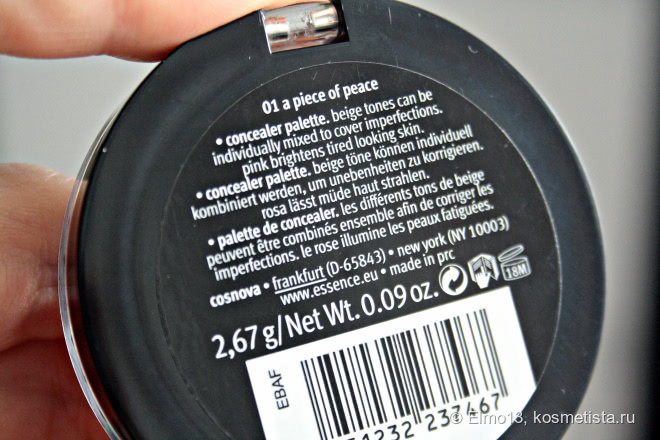 01 a piece of peace
• concealer palette. beige tones can be
individually mixed to cover imperfections.
pink brightens tired looking skin.
• concealer palette. beige töne können individuell
kombiniert werden, um unebenheiten zu korrigieren.
rosa lässt müde haut strahlen.
• palette de concealer. les différents tons de beige
peuvent être combinés ensemble afin de corriger les
imperfections. le rose illumine les peaux fatiguées.
cosnova • frankfurt (D-65843) • new york (NY 10003)
www.essence.eu • made in prc
18M
2,67 g/Net Wt. 0.09 oz.
EBAF
© Elmo13, kosmetista.ru